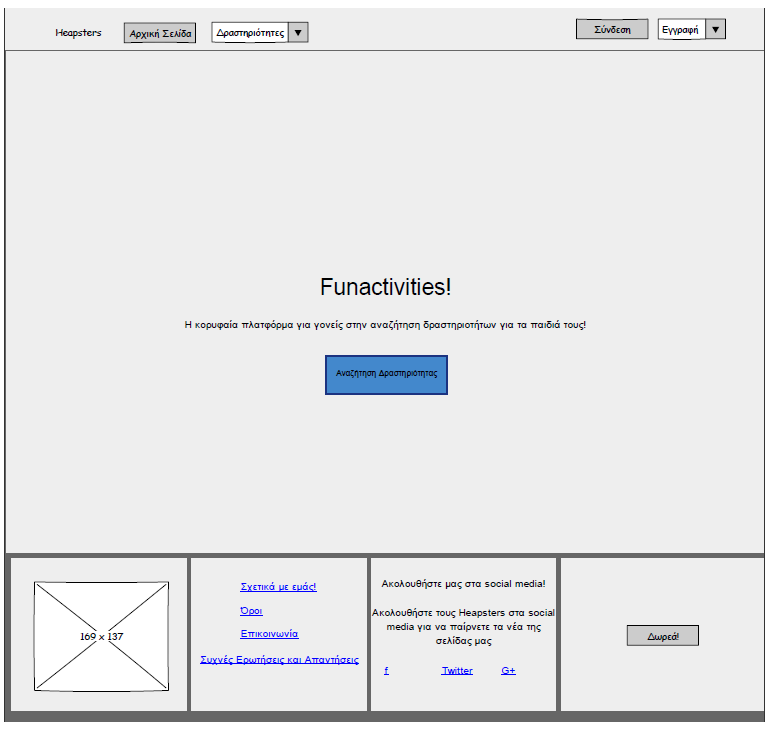 Heapsters
Αρχική Σελίδα
Δραστηριότητες
Σύνδεση
Εγγραφή
Funactivities!
Η κορυφαία πλατφόρμα για γονείς στην αναζήτηση δραστηριοτήτων για τα παιδιά τους!
Αναζήτηση Δραστηριότητας
169 x 137
Σχετικά με εμάς!
Όροι
Επικοινωνία
Συχνές Ερωτήσεις και Απαντήσεις
Ακολουθήστε μας στα social media!
Ακολουθήστε τους Heapsters στα social
media για να παίρνετε τα νέα της
σελίδας μας
f
Twitter
G+
Δωρεά!